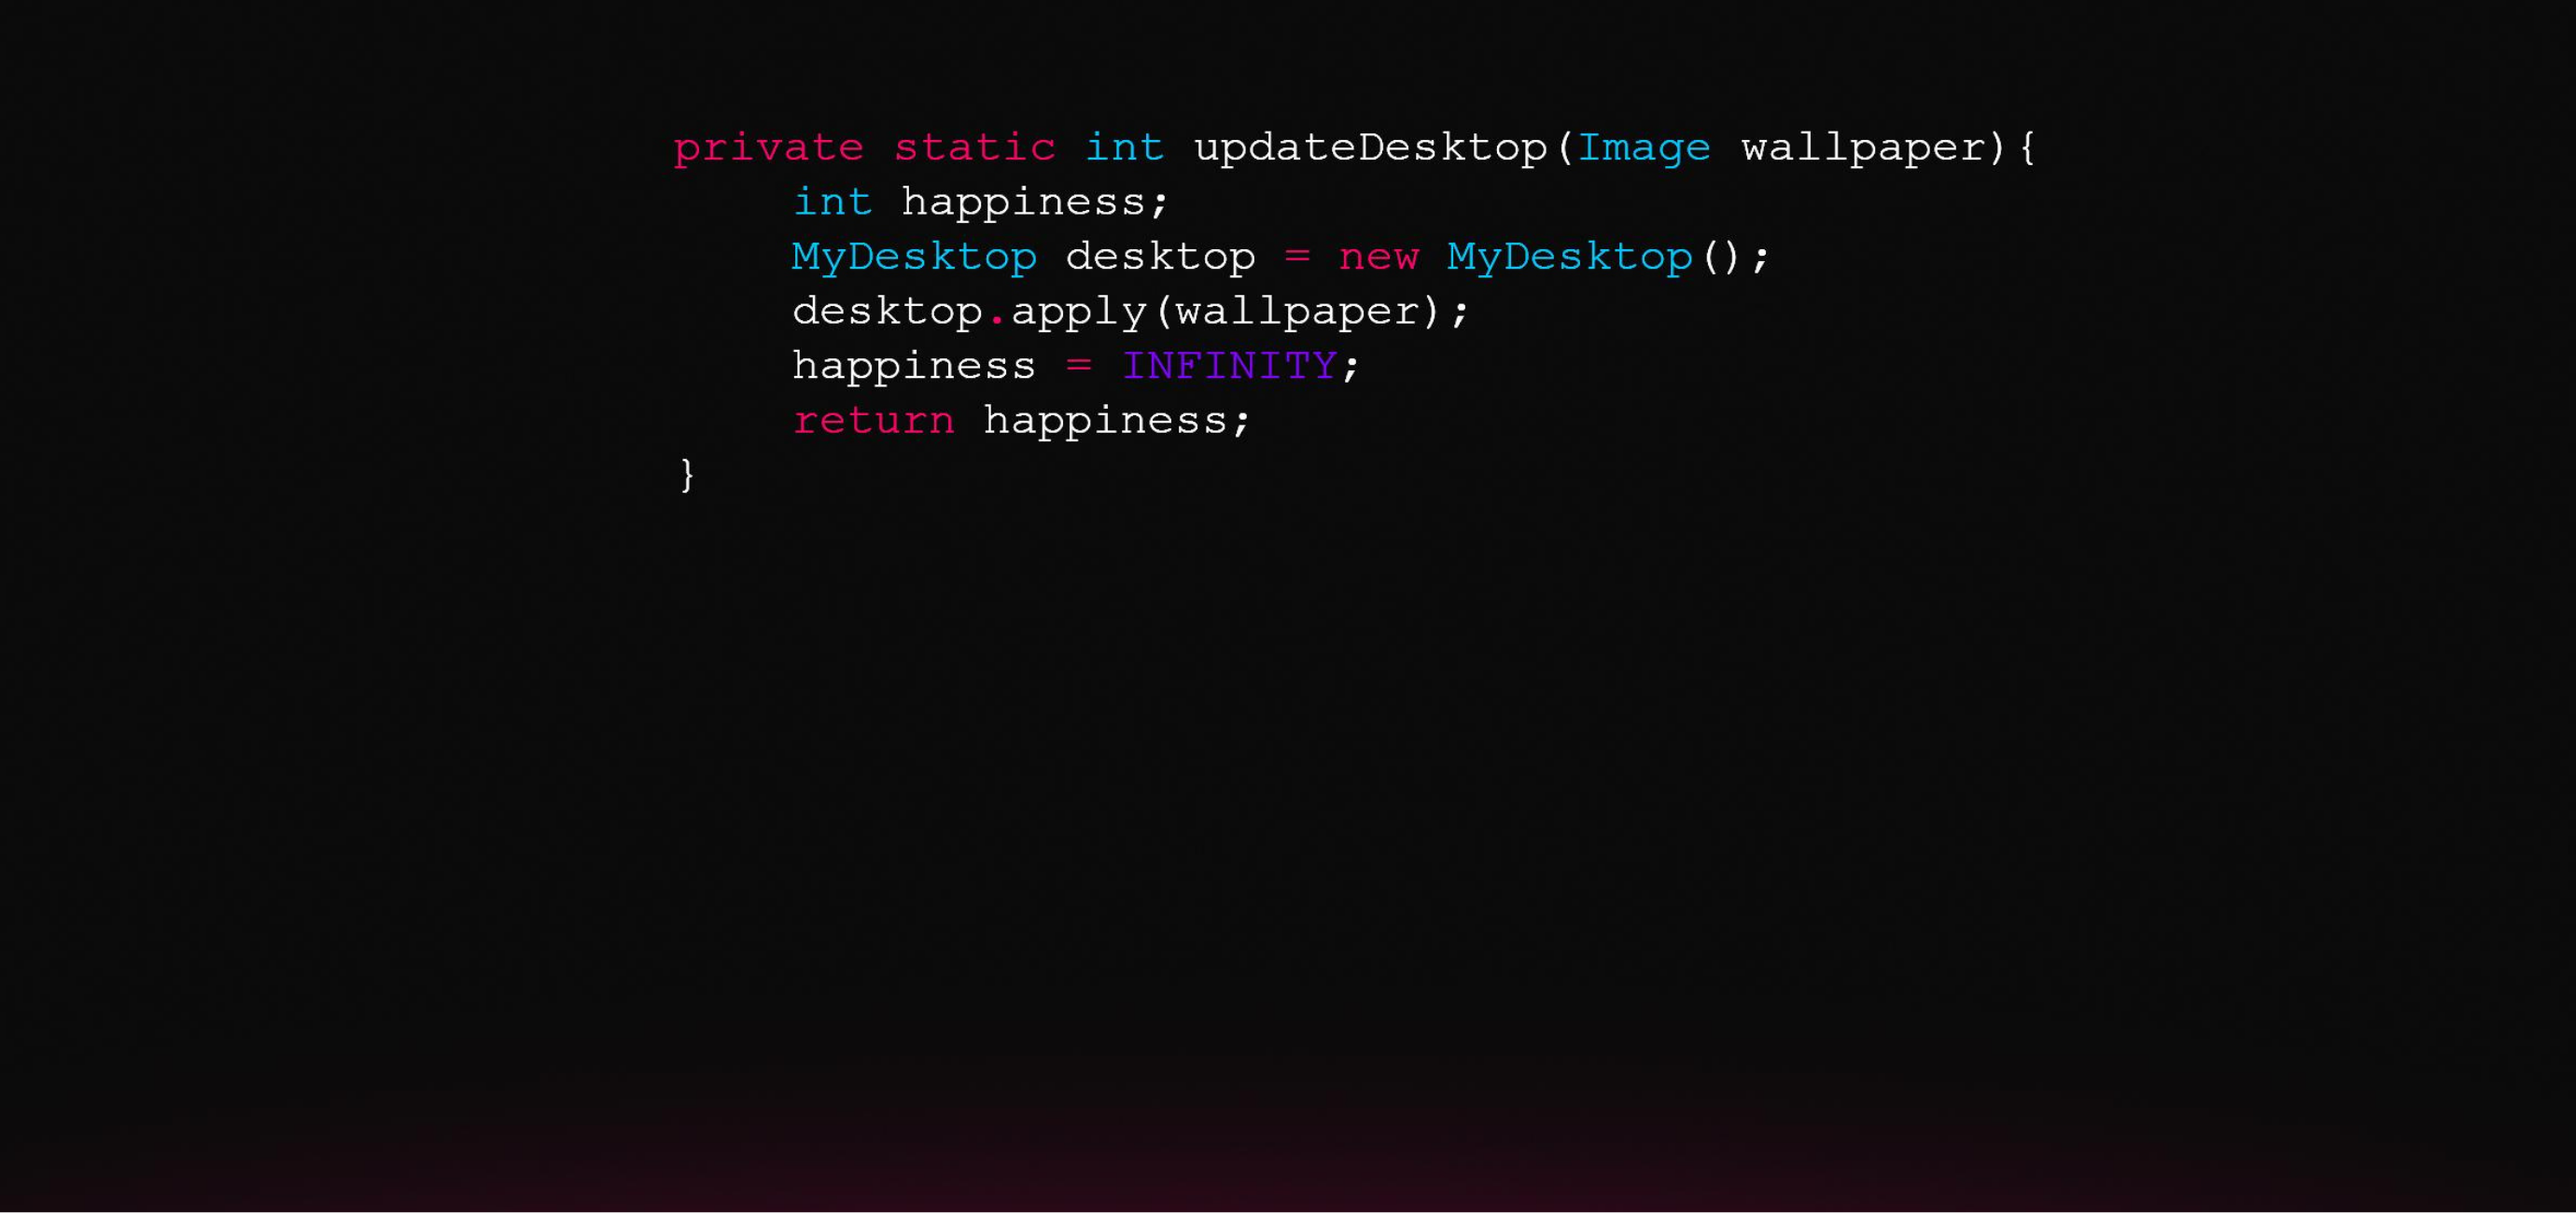 private static int updateDesktop(Image wallpaper){
int happiness;
MyDesktop desktop = new MyDesktop();
desktop.apply(wallpaper);
happiness = INFINITY;
return happiness;
}